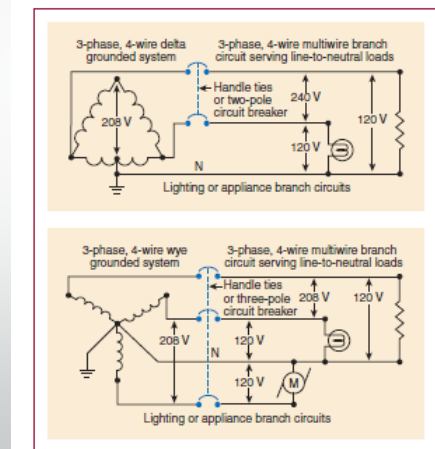 3-phase, 4-wire delta
grounded system
3-phase, 4-wire multiwire branch
circuit serving line-to-neutral loads
Handle ties
or two-pole
circuit breaker
208 V
240 V
120 V
120 V
N
Lighting or appliance branch circuits
3-phase, 4-wire wye
grounded system
3-phase, 4-wire multiwire branch
circuit serving line-to-neutral loads
Handle ties
or three-pole
circuit breaker
208 V
120 V
208 V
N
120 V
120 V
M
Lighting or appliance branch circuits